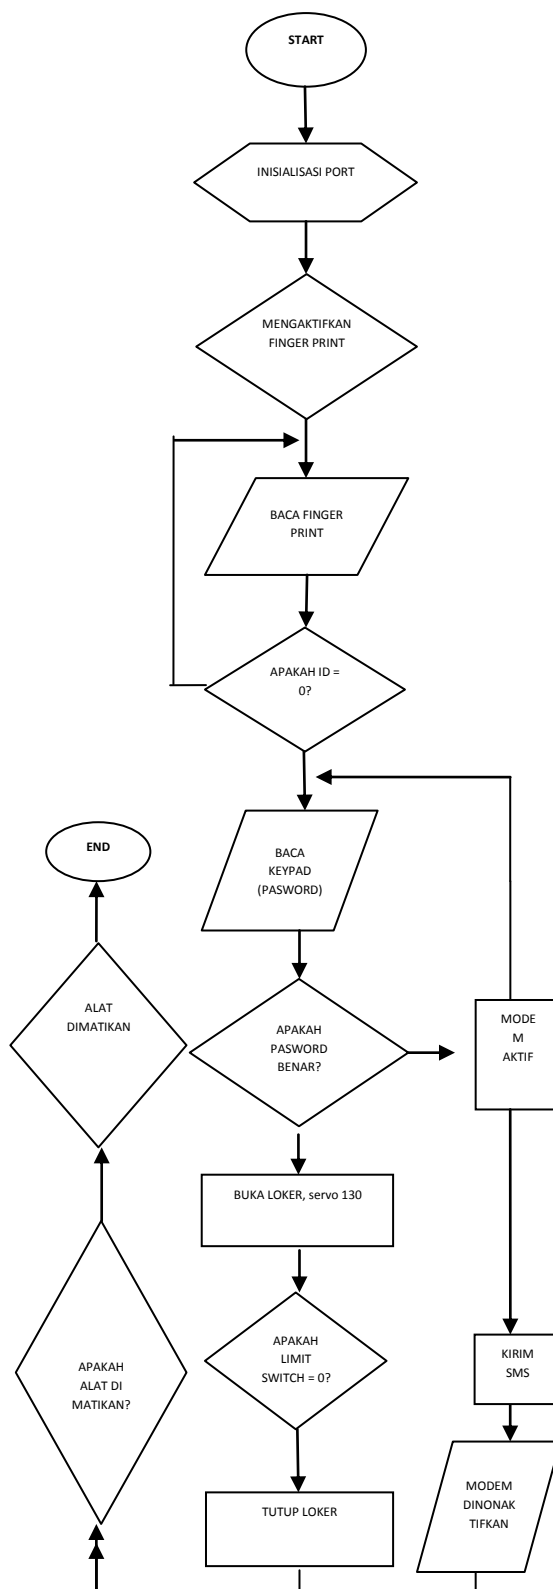 START
INISIALISASI PORT
MENGAKTIFKAN
FINGER PRINT
BACA FINGER
PRINT
APAKAH ID =
0?
BACA
KEYPAD
(PASWORD)
END
ALAT
DIMATIKAN
APAKAH
PASWORD
BENAR?
MODE
M
AKTIF
BUKA LOKER, servo 130
APAKAH
LIMIT
SWITCH = 0?
APAKAH
ALAT DI
MATIKAN?
KIRIM
SMS
TUTUP LOKER
MODEM
DINONAK
TIFKAN